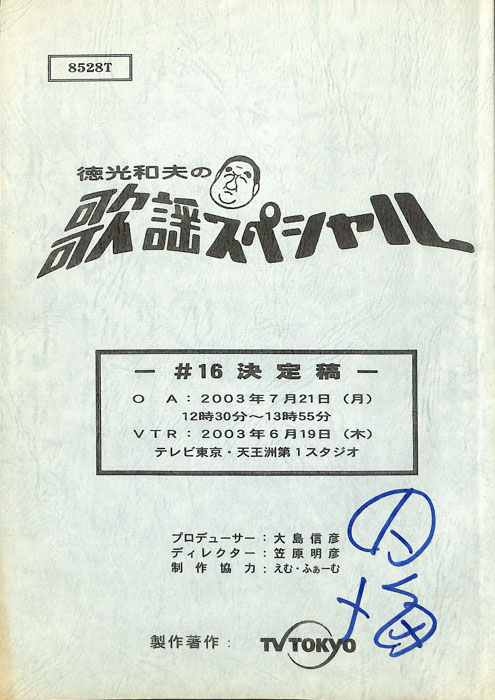 8528T
徳光和夫の
歌謡スペシャル
― #16 決定稿 ―
O A : 2003年7月21日 (月)
12時30分～13時55分
VTR : 2003年6月19日 (木)
テレビ東京・天王洲第1スタジオ
プロデューサー : 大島信彦
ディレクター : 笠原明彦
制作協力 : えむ・ふぁーむ
製作著作 : TV TOKYO